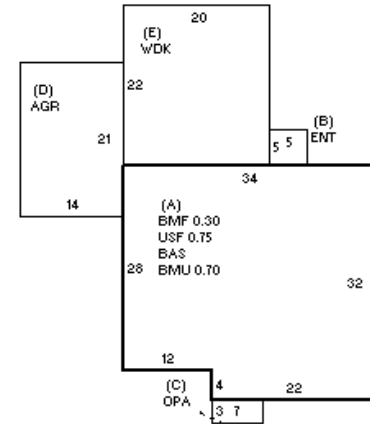 20
(E)
WDK
22
(D)
AGR
21
14
(B)
ENT
5 5
34
(A)
BMF 0.30
USF 0.75
BAS
BMU 0.70
28
32
12
(C)
OPA
4
22
3 7